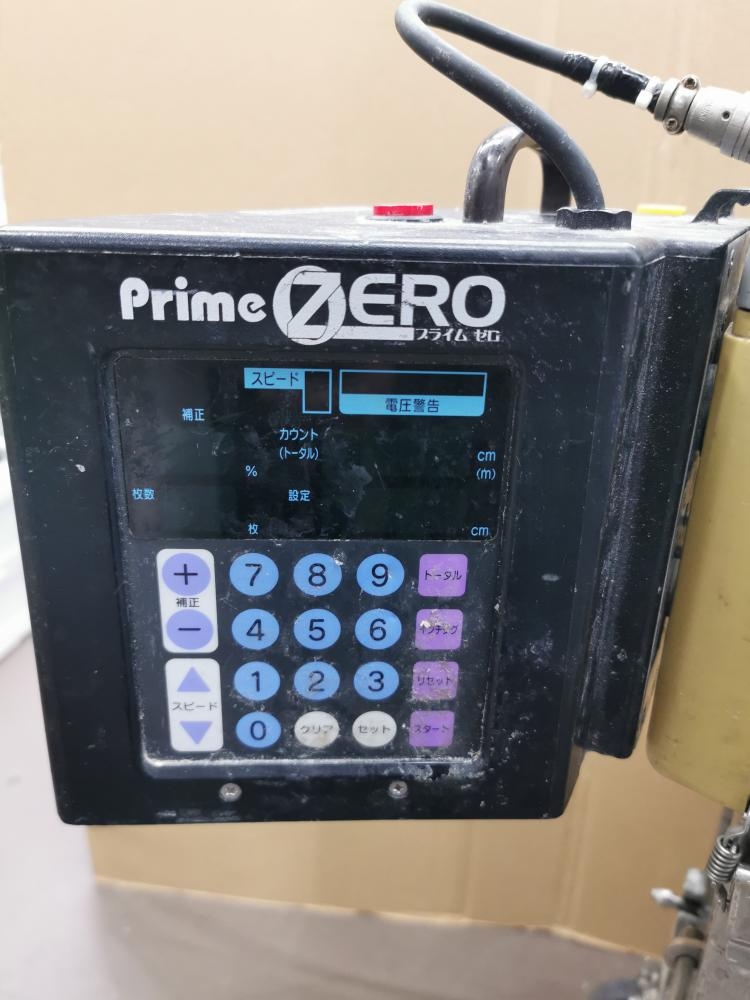 Prime ZERO
プライム ゼロ
スピード
電圧警告
補正
カウント
(トータル)
cm
(m)
%
枚数
設定
枚
cm
+
補正
−
7 8 9 トータル
4 5 6 インチング
1 2 3 リセット
スピード
0 クリア セット スタート